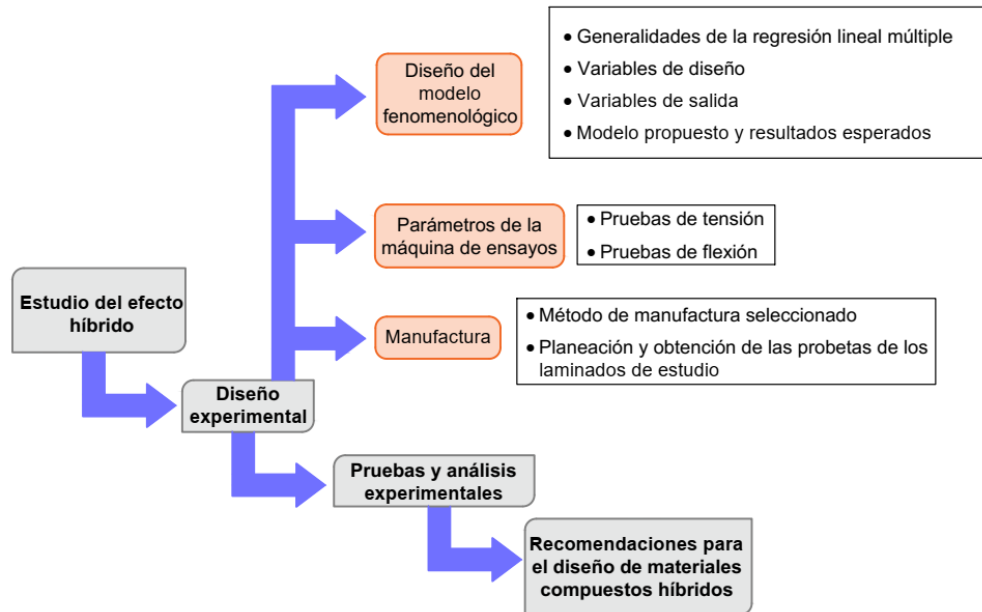 Diseño del
modelo
fenomenológico
• Generalidades de la regresión lineal múltiple
• Variables de diseño
• Variables de salida
• Modelo propuesto y resultados esperados
Parámetros de la
máquina de ensayos
• Pruebas de tensión
• Pruebas de flexión
Estudio del efecto
híbrido
Manufactura
• Método de manufactura seleccionado
• Planeación y obtención de las probetas de los
laminados de estudio
Diseño
experimental
Pruebas y análisis
experimentales
Recomendaciones para
el diseño de materiales
compuestos híbridos